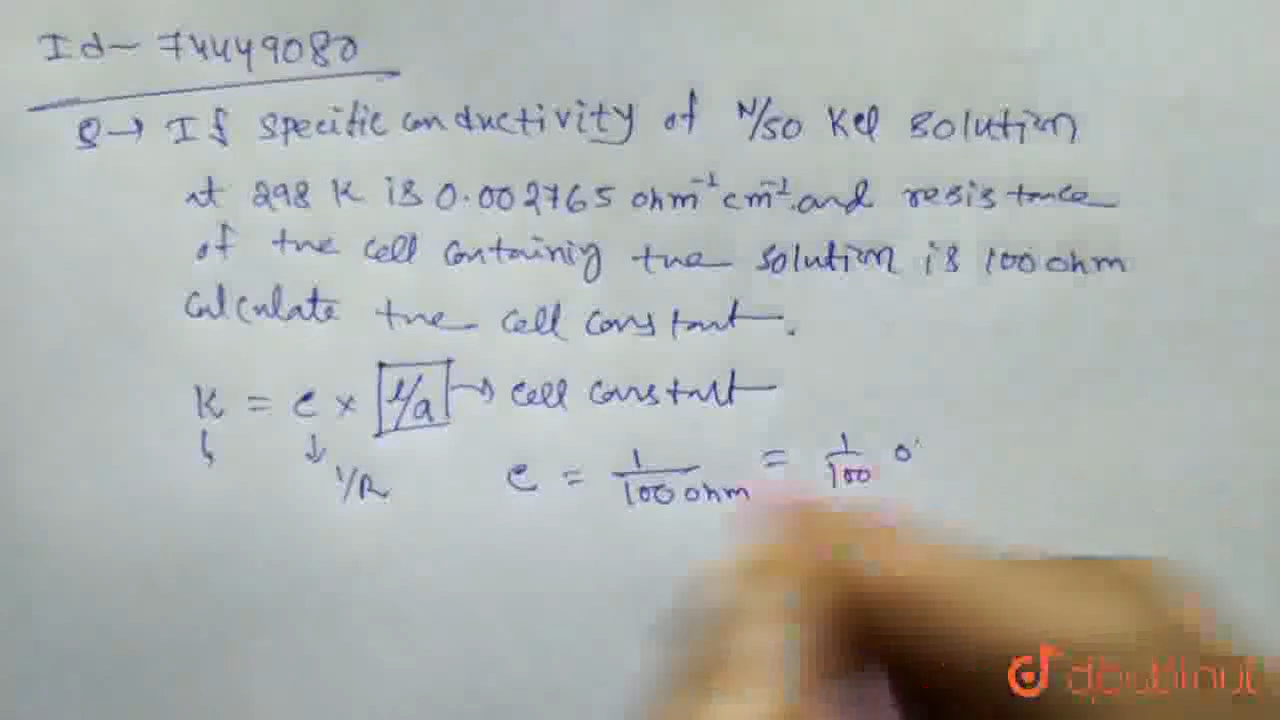 Id- 74449080
Q→ If specific conductivity of N/50 KCl solution
at 298 K is 0.002765 ohm⁻¹ cm⁻¹ and resistance
of the cell containing the solution is 100 ohm
calculate the cell constant.
K = c × l/a → cell constant
↓ ↓ 1/R c = 1/100 ohm = 1/100 o
doubtnut